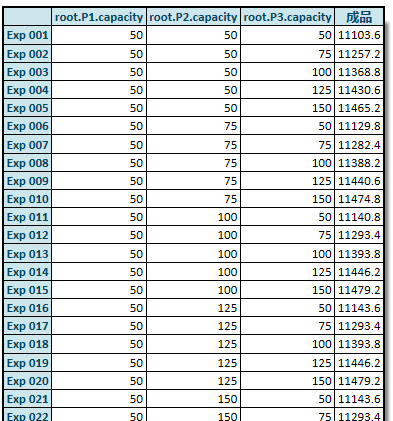 root.P1.capacity root.P2.capacity root.P3.capacity 成品
Exp 001 50 50 50 11103.6
Exp 002 50 50 75 11257.2
Exp 003 50 50 100 11368.8
Exp 004 50 50 125 11430.6
Exp 005 50 50 150 11465.2
Exp 006 50 75 50 11129.8
Exp 007 50 75 75 11282.4
Exp 008 50 75 100 11388.2
Exp 009 50 75 125 11440.6
Exp 010 50 75 150 11474.8
Exp 011 50 100 50 11140.8
Exp 012 50 100 75 11293.4
Exp 013 50 100 100 11393.8
Exp 014 50 100 125 11446.2
Exp 015 50 100 150 11479.2
Exp 016 50 125 50 11143.6
Exp 017 50 125 75 11293.4
Exp 018 50 125 100 11393.8
Exp 019 50 125 125 11446.2
Exp 020 50 125 150 11479.2
Exp 021 50 150 50 11143.6
Exp 022 50 150 75 11293.4